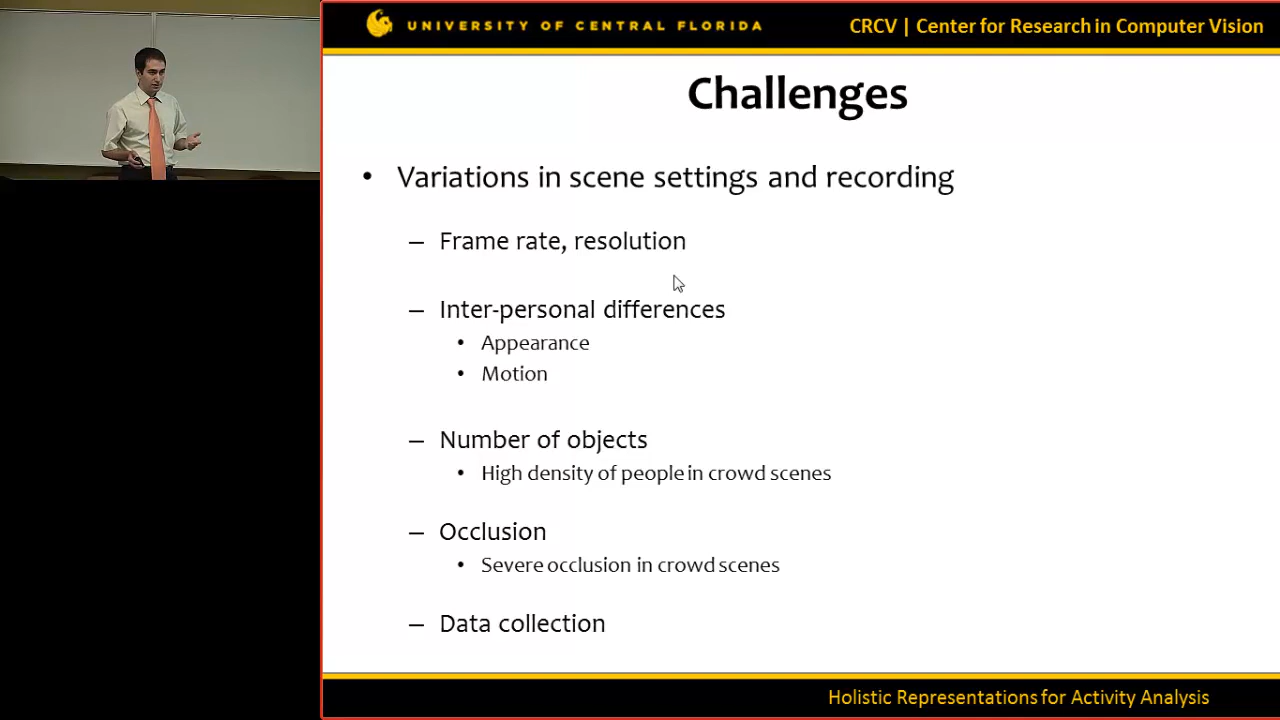 UNIVERSITY OF CENTRAL FLORIDA
CRCV | Center for Research in Computer Vision
Challenges
• Variations in scene settings and recording
– Frame rate, resolution
– Inter-personal differences
• Appearance
• Motion
– Number of objects
• High density of people in crowd scenes
– Occlusion
• Severe occlusion in crowd scenes
– Data collection
Holistic Representations for Activity Analysis